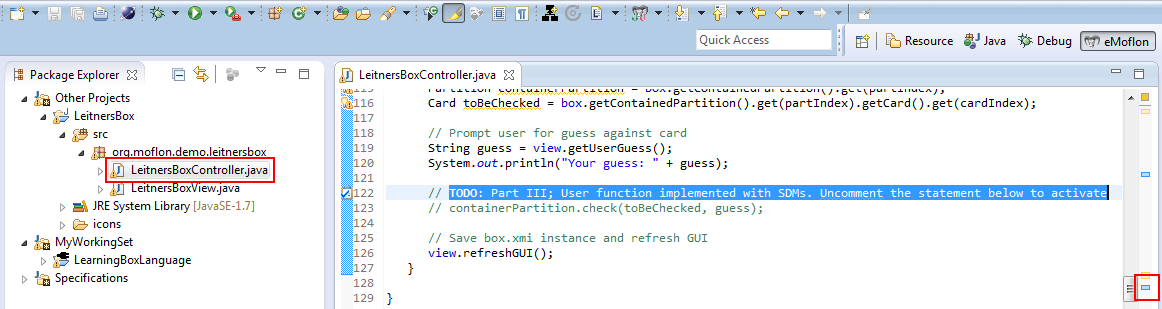 Quick Access
Resource
Java
Debug
eMoflon
Package Explorer
Other Projects
LeitnersBox
src
org.moflon.demo.leitnersbox
LeitnersBoxController.java
LeitnersBoxView.java
JRE System Library [JavaSE-1.7]
icons
MyWorkingSet
LearningBoxLanguage
Specifications
LeitnersBoxController.java
115 Partition containerPartition = box.getContainedPartition().get(partIndex);
116 Card toBeChecked = box.getContainedPartition().get(partIndex).getCard().get(cardIndex);
117
118 // Prompt user for guess against card
119 String guess = view.getUserGuess();
120 System.out.println("Your guess: " + guess);
121
122 // TODO: Part III; User function implemented with SDMs. Uncomment the statement below to activate
123 // containerPartition.check(toBeChecked, guess);
124
125 // Save box.xmi instance and refresh GUI
126 view.refreshGUI();
127 }
128
129 }